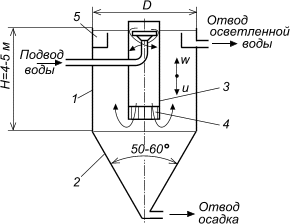 D
5
Отвод
осветленной
воды
H=4-5 м
Подвод
воды
w
u
1
3
4
50-60°
2
Отвод
осадка